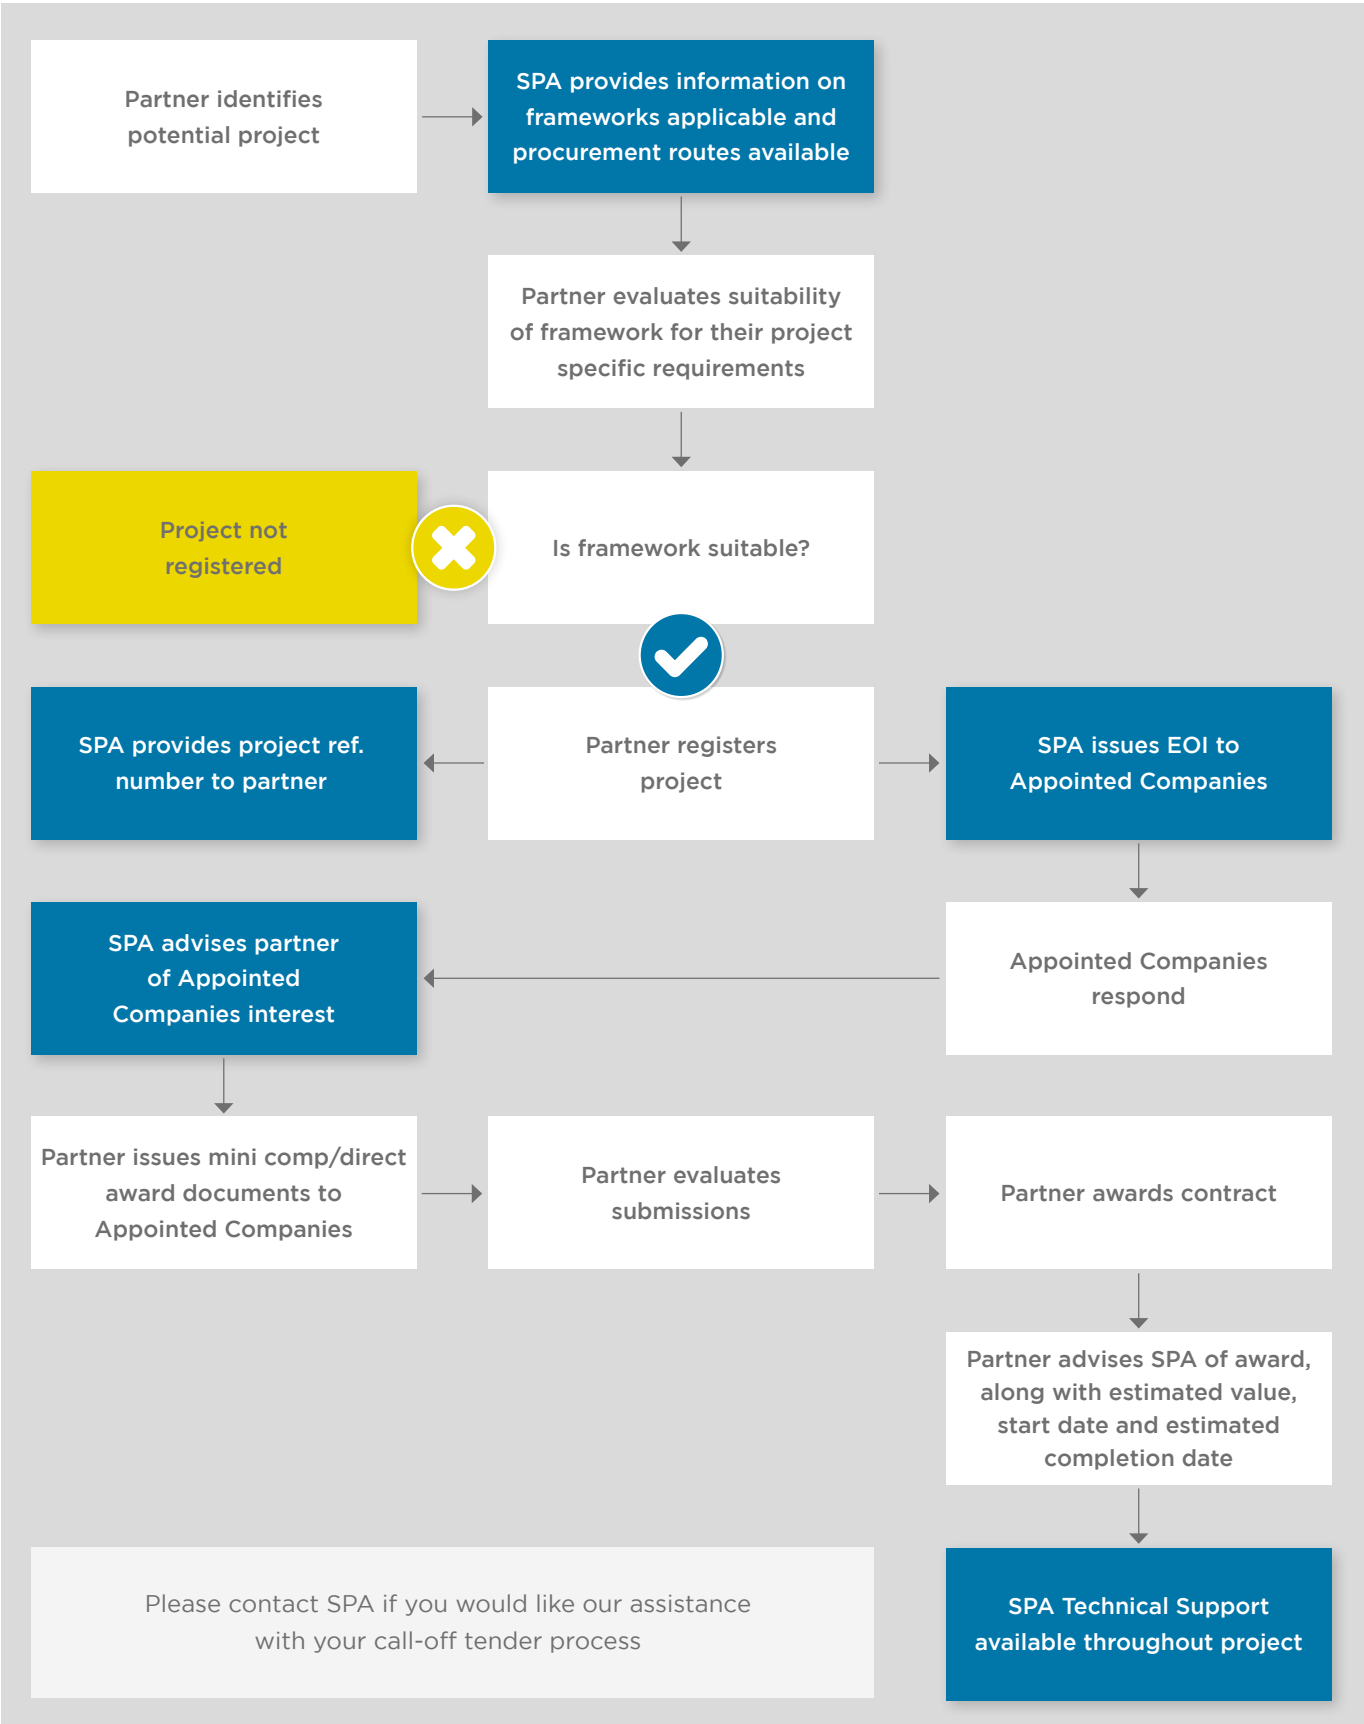 Partner identifies
potential project
SPA provides information on
frameworks applicable and
procurement routes available
Partner evaluates suitability
of framework for their project
specific requirements
Project not
registered
Is framework suitable?
SPA provides project ref.
number to partner
Partner registers
project
SPA issues EOI to
Appointed Companies
SPA advises partner
of Appointed
Companies interest
Appointed Companies
respond
Partner issues mini comp/direct
award documents to
Appointed Companies
Partner evaluates
submissions
Partner awards contract
Partner advises SPA of award,
along with estimated value,
start date and estimated
completion date
Please contact SPA if you would like our assistance
with your call-off tender process
SPA Technical Support
available throughout project